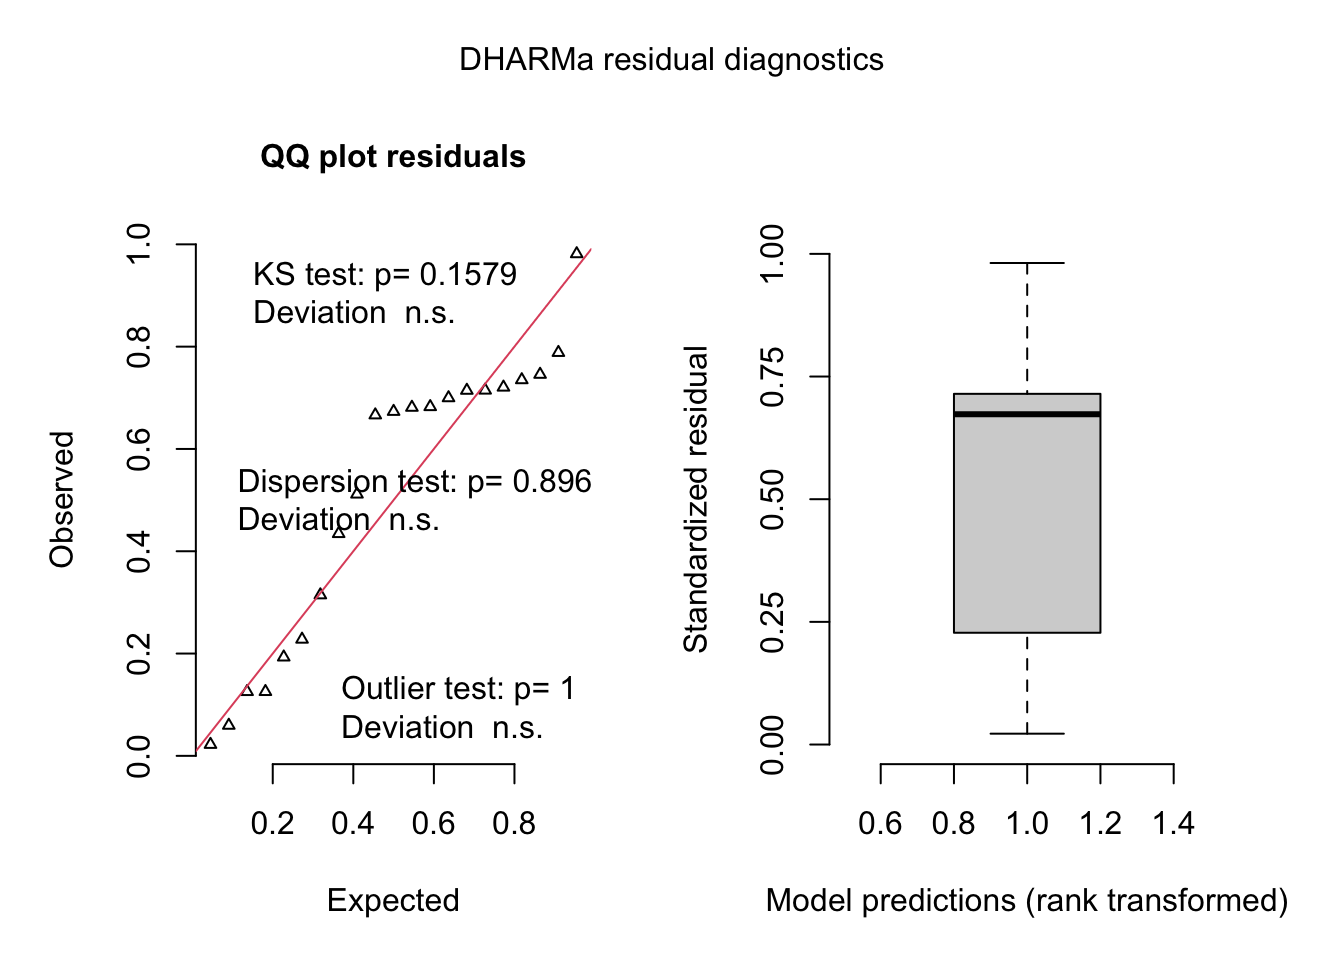 DHARMa residual diagnostics
QQ plot residuals
KS test: p= 0.1579
Deviation  n.s.
Dispersion test: p= 0.896
Deviation  n.s.
Outlier test: p= 1
Deviation  n.s.
Observed
0.0 0.2 0.4 0.6 0.8 1.0
0.2 0.4 0.6 0.8
Expected
Standardized residual
0.00 0.25 0.50 0.75 1.00
0.6 0.8 1.0 1.2 1.4
Model predictions (rank transformed)